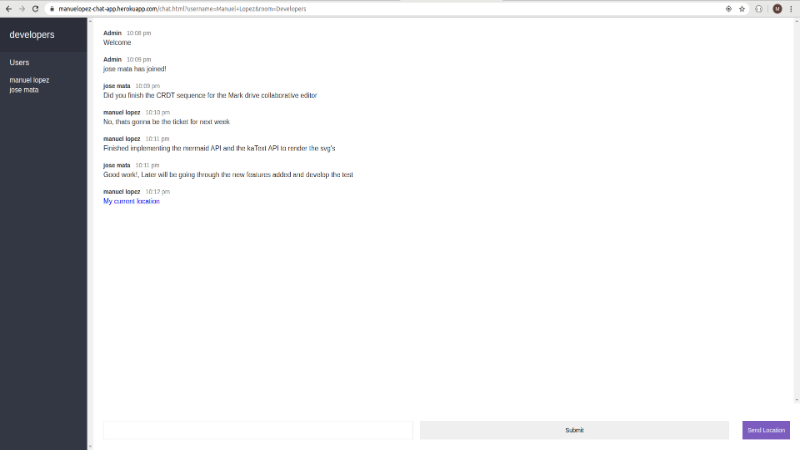 manuelopez-chat-app.herokuapp.com/chat.html?username=Manuel+Lopez&room=Developers
M
developers
Users
manuel lopez
jose mata
Admin 10:08 pm
Welcome
Admin 10:09 pm
jose mata has joined!
jose mata 10:09 pm
Did you finish the CRDT sequence for the Mark drive collaborative editor
manuel lopez 10:10 pm
No, thats gonna be the ticket for next week
manuel lopez 10:11 pm
Finished implementing the mermaid API and the kaText API to render the svg's
jose mata 10:11 pm
Good work!, Later will be going through the new features added and develop the test
manuel lopez 10:12 pm
My current location
Submit
Send Location